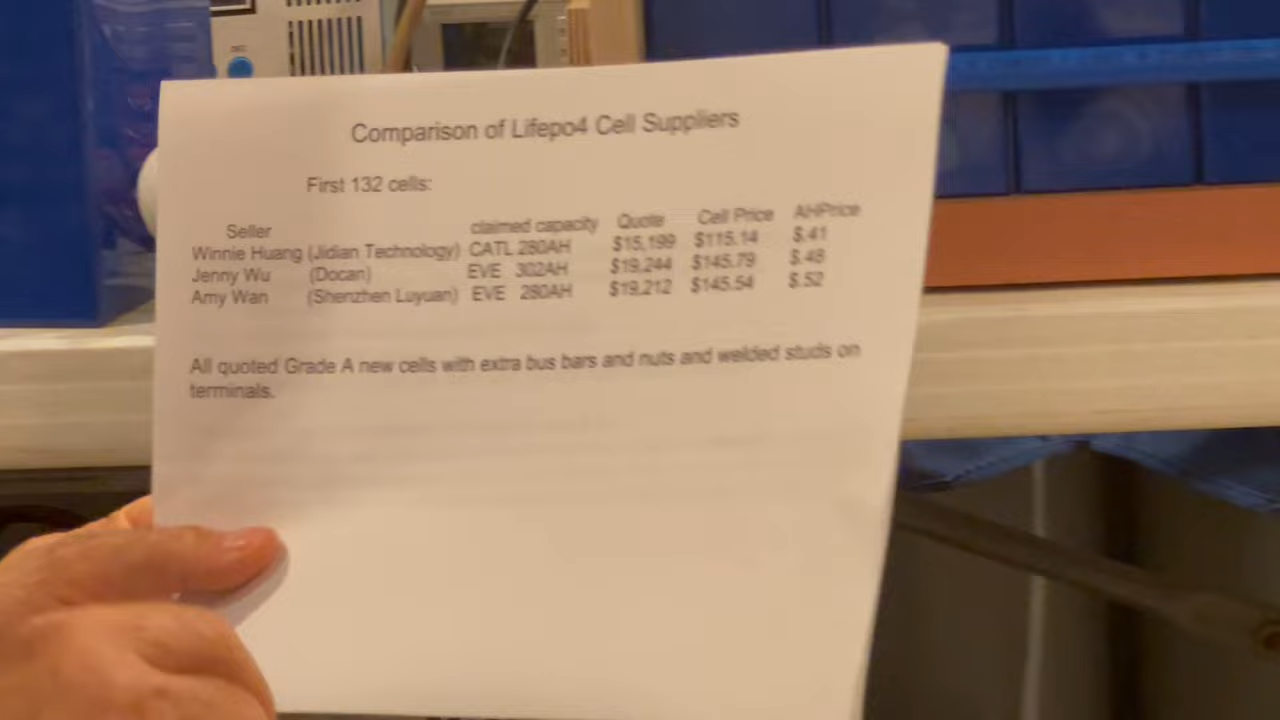 Comparison of Lifepo4 Cell Suppliers
First 132 cells:
Seller claimed capacity Quote Cell Price AHPrice
Winnie Huang (Jidian Technology) CATL 280AH $15,199 $115.14 $.41
Jenny Wu (Docan) EVE 302AH $19,244 $145.79 $.48
Amy Wan (Shenzhen Luyuan) EVE 280AH $19,212 $145.54 $.52
All quoted Grade A new cells with extra bus bars and nuts and welded studs on
terminals.